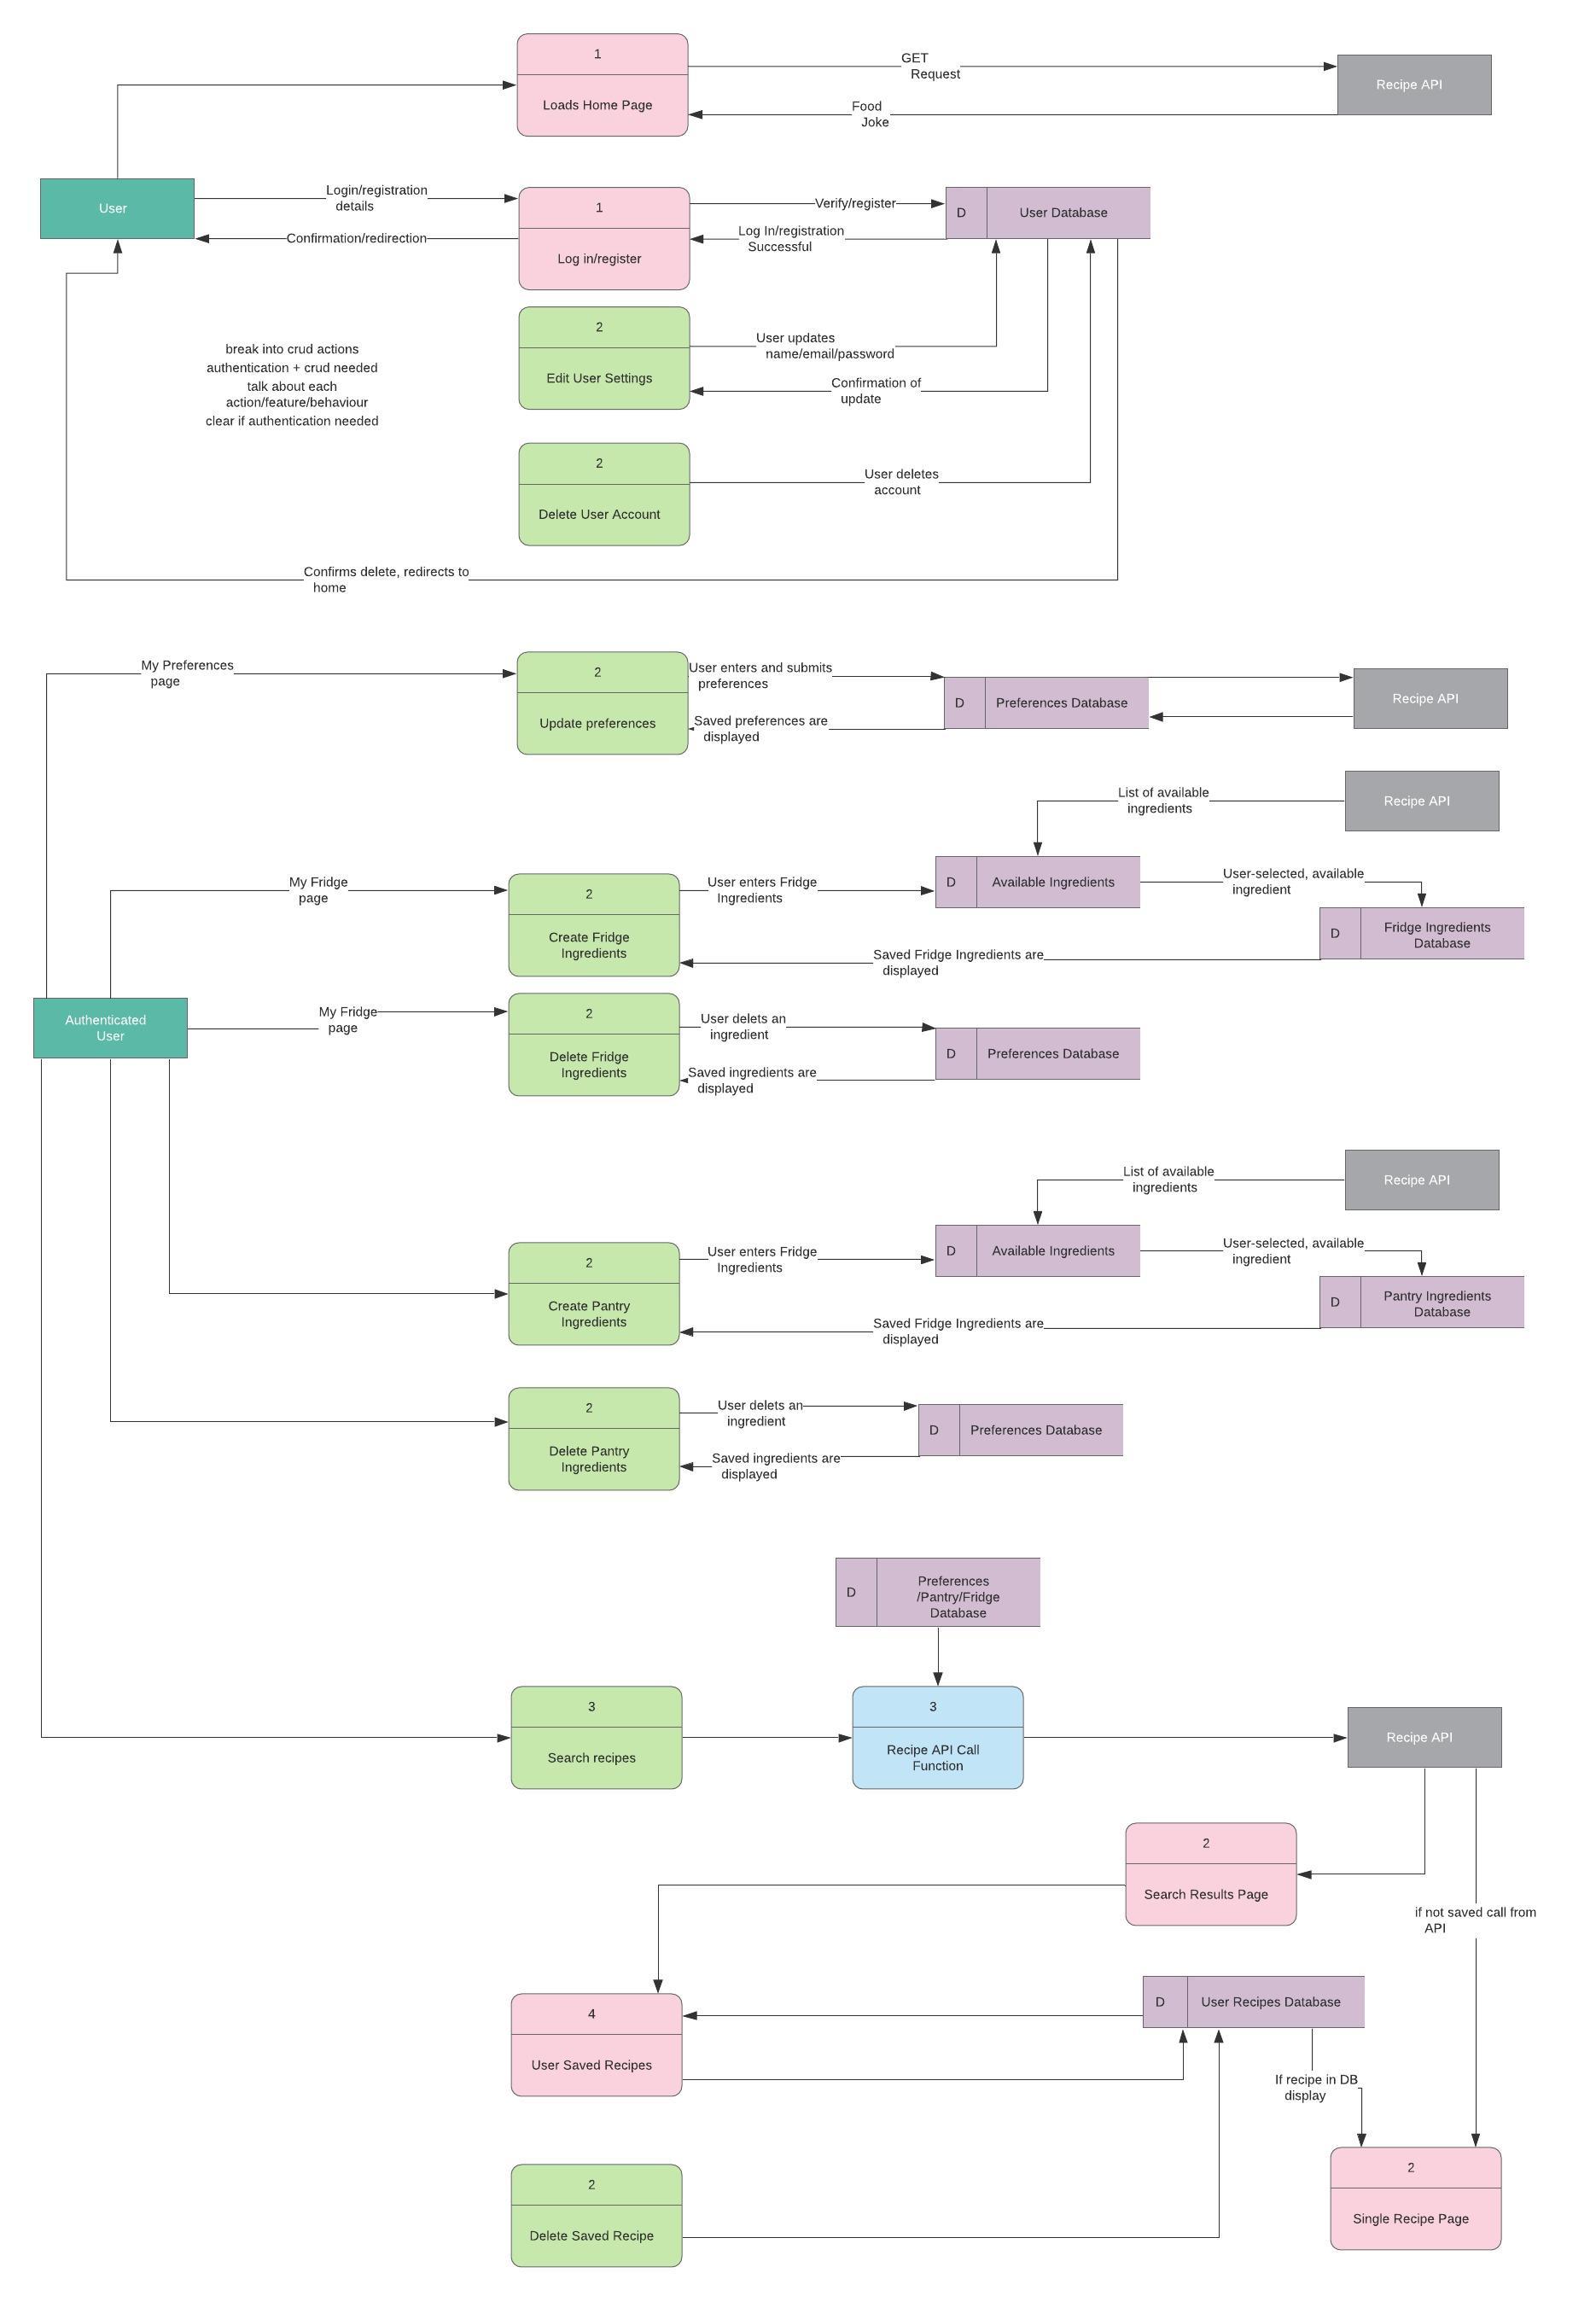 1
Loads Home Page
GET
Request
Recipe API
Food
Joke
User
Login/registration
details
Confirmation/redirection
1
Log in/register
Verify/register
Log In/registration
Successful
D
User Database
2
Edit User Settings
User updates
name/email/password
Confirmation of
update
break into crud actions
authentication + crud needed
talk about each
action/feature/behaviour
clear if authentication needed
2
Delete User Account
User deletes
account
Confirms delete, redirects to
home
My Preferences
page
2
Update preferences
User enters and submits
preferences
Saved preferences are
displayed
D
Preferences Database
Recipe API
Recipe API
List of available
ingredients
My Fridge
page
2
Create Fridge
Ingredients
User enters Fridge
Ingredients
D
Available Ingredients
User-selected, available
ingredient
D
Fridge Ingredients
Database
Saved Fridge Ingredients are
displayed
Authenticated
User
My Fridge
page
2
Delete Fridge
Ingredients
User delets an
ingredient
Saved ingredients are
displayed
D
Preferences Database
List of available
ingredients
Recipe API
2
Create Pantry
Ingredients
User enters Fridge
Ingredients
D
Available Ingredients
User-selected, available
ingredient
D
Pantry Ingredients
Database
Saved Fridge Ingredients are
displayed
2
Delete Pantry
Ingredients
User delets an
ingredient
Saved ingredients are
displayed
D
Preferences Database
D
Preferences
/Pantry/Fridge
Database
3
Search recipes
3
Recipe API Call
Function
Recipe API
2
Search Results Page
if not saved call from
API
4
User Saved Recipes
D
User Recipes Database
If recipe in DB
display
2
Single Recipe Page
2
Delete Saved Recipe